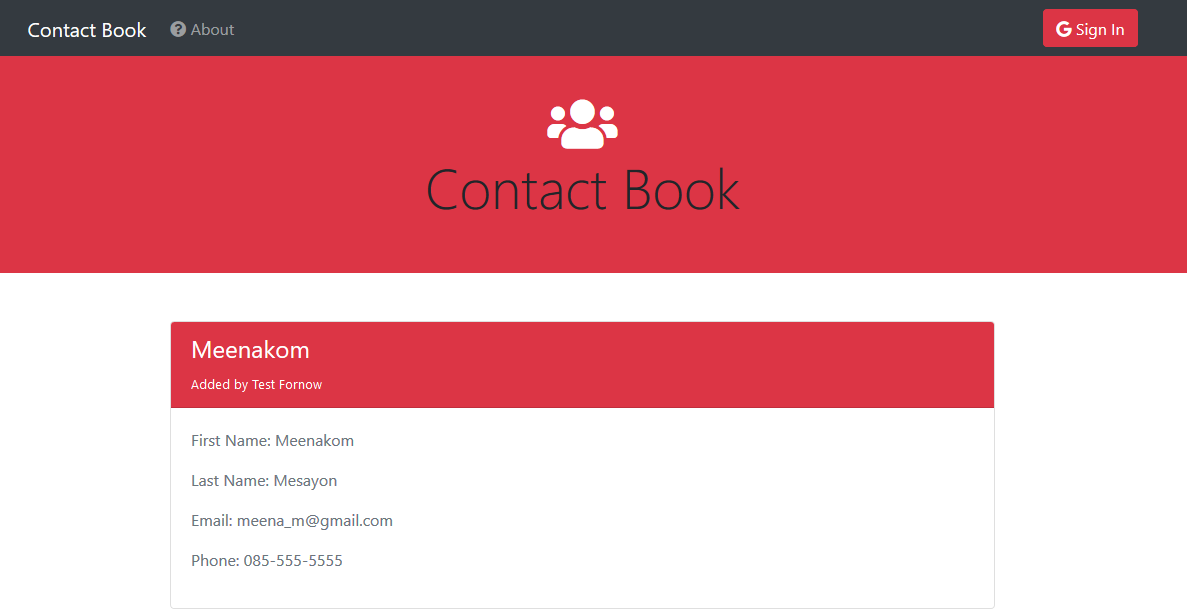 Contact Book
About
Sign In
Contact Book
Meenakom
Added by Test Fornow
First Name: Meenakom
Last Name: Mesayon
Email: meena_m@gmail.com
Phone: 085-555-5555